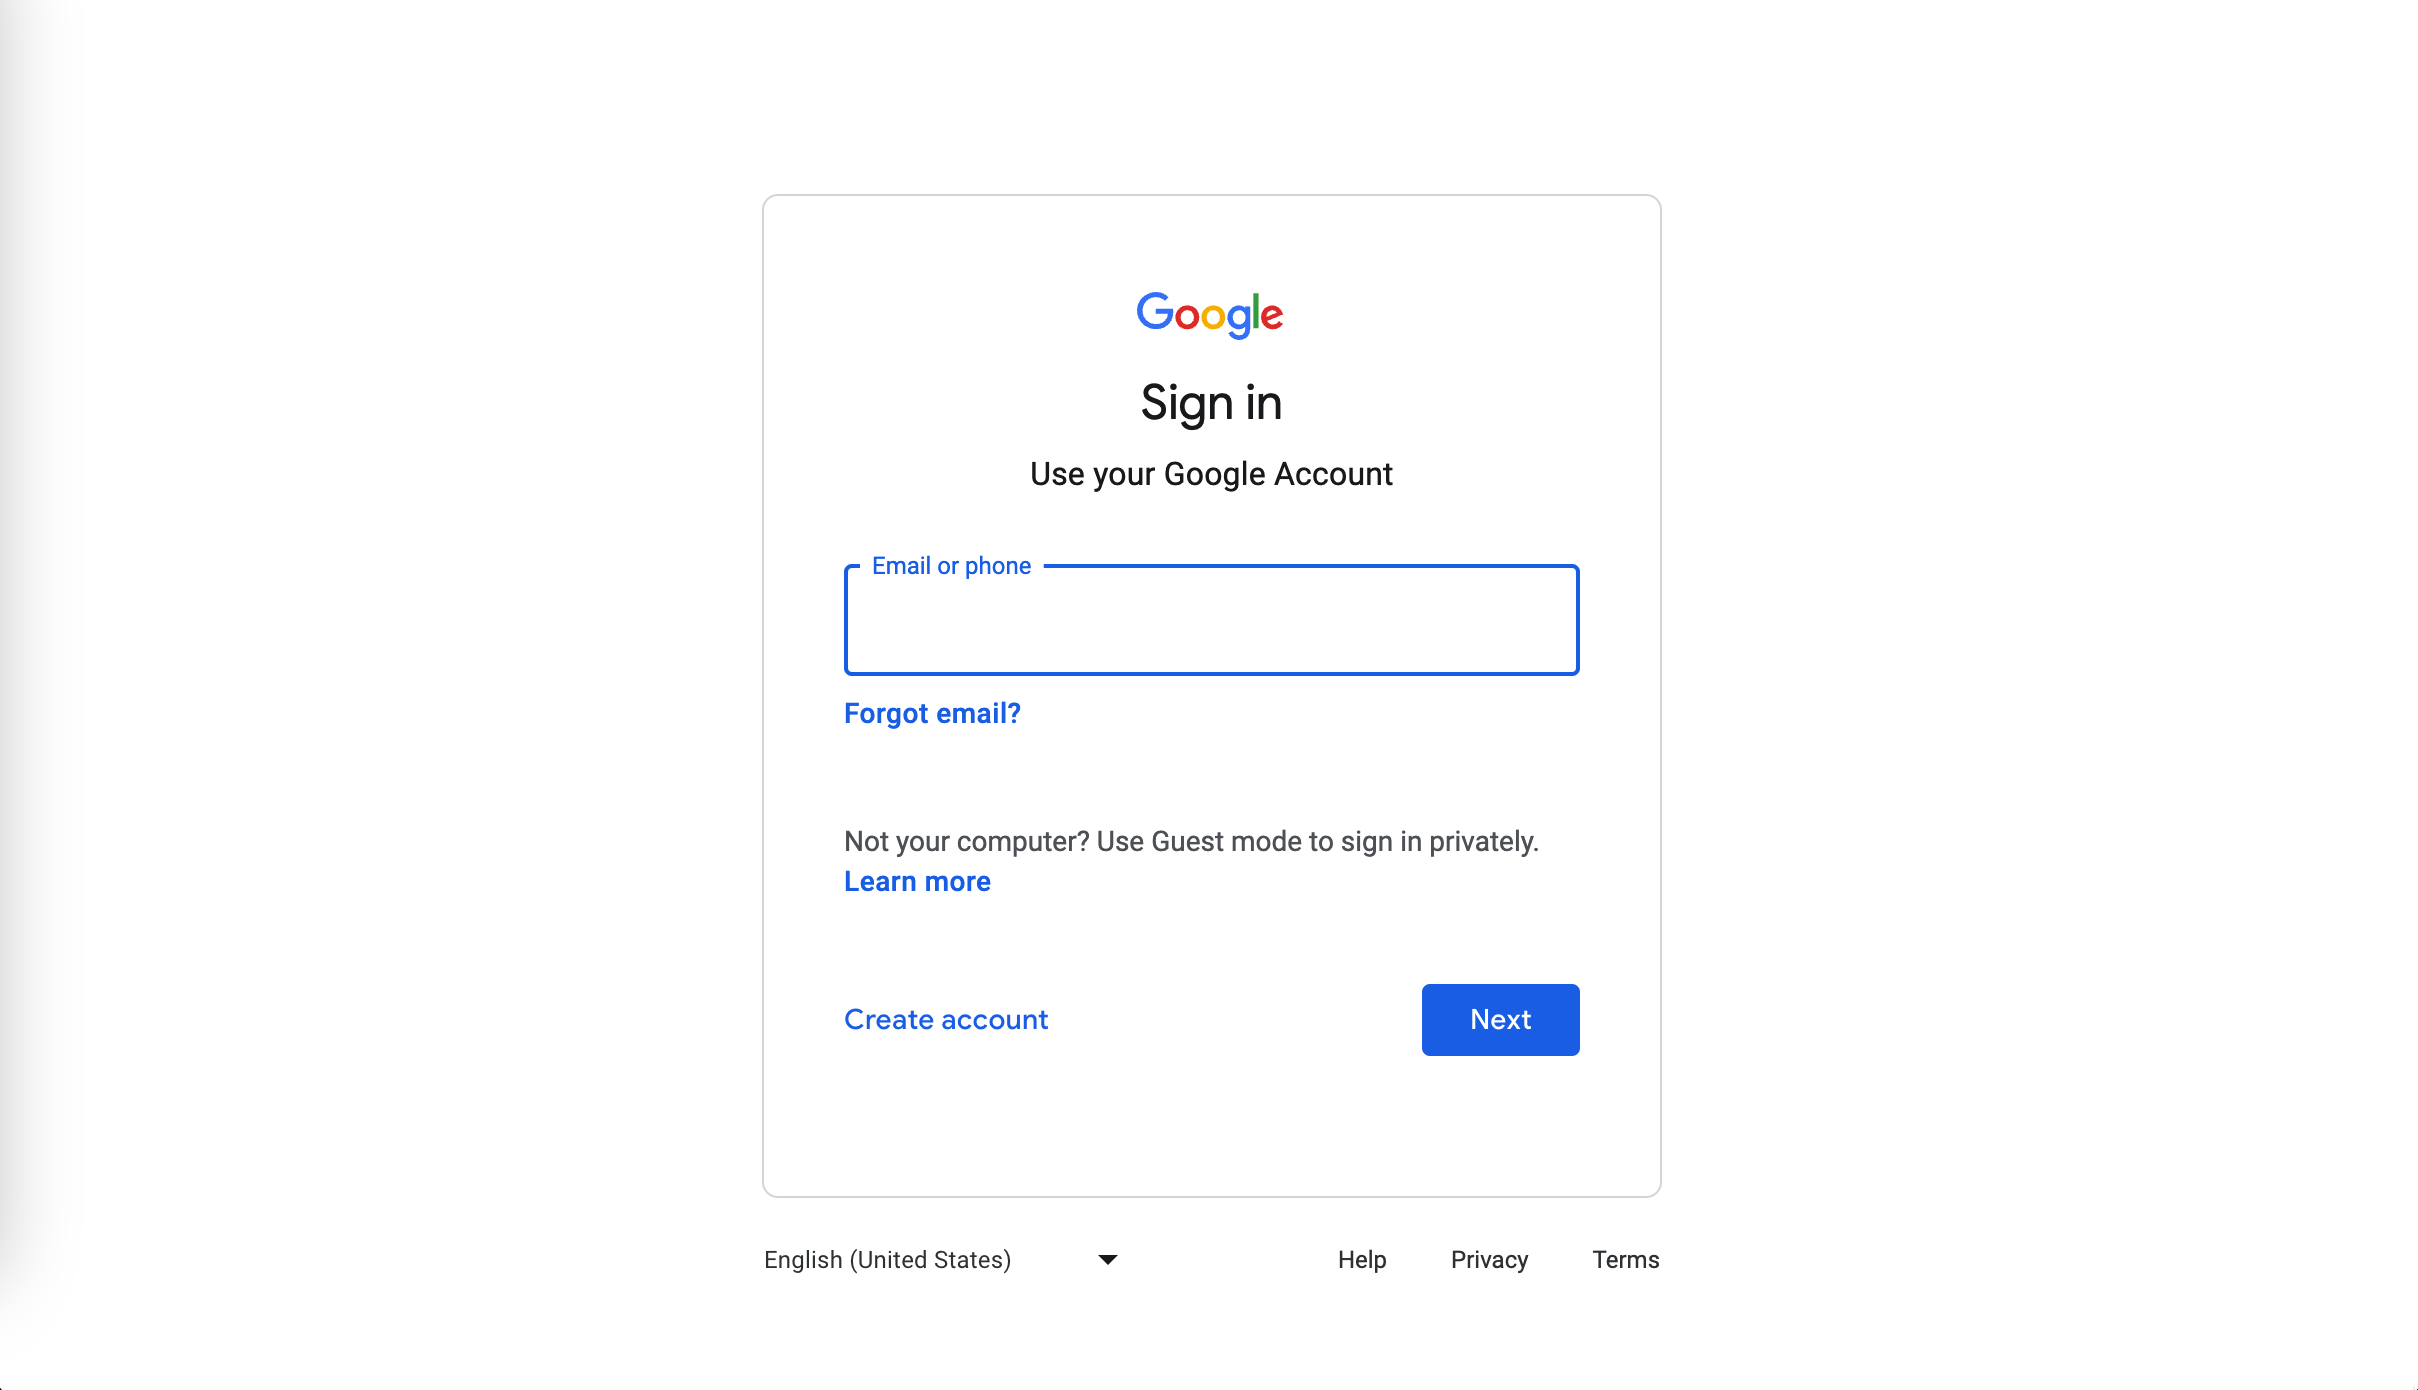 Google
Sign in
Use your Google Account
Email or phone
Forgot email?
Not your computer? Use Guest mode to sign in privately.
Learn more
Create account
Next
English (United States)
Help
Privacy
Terms